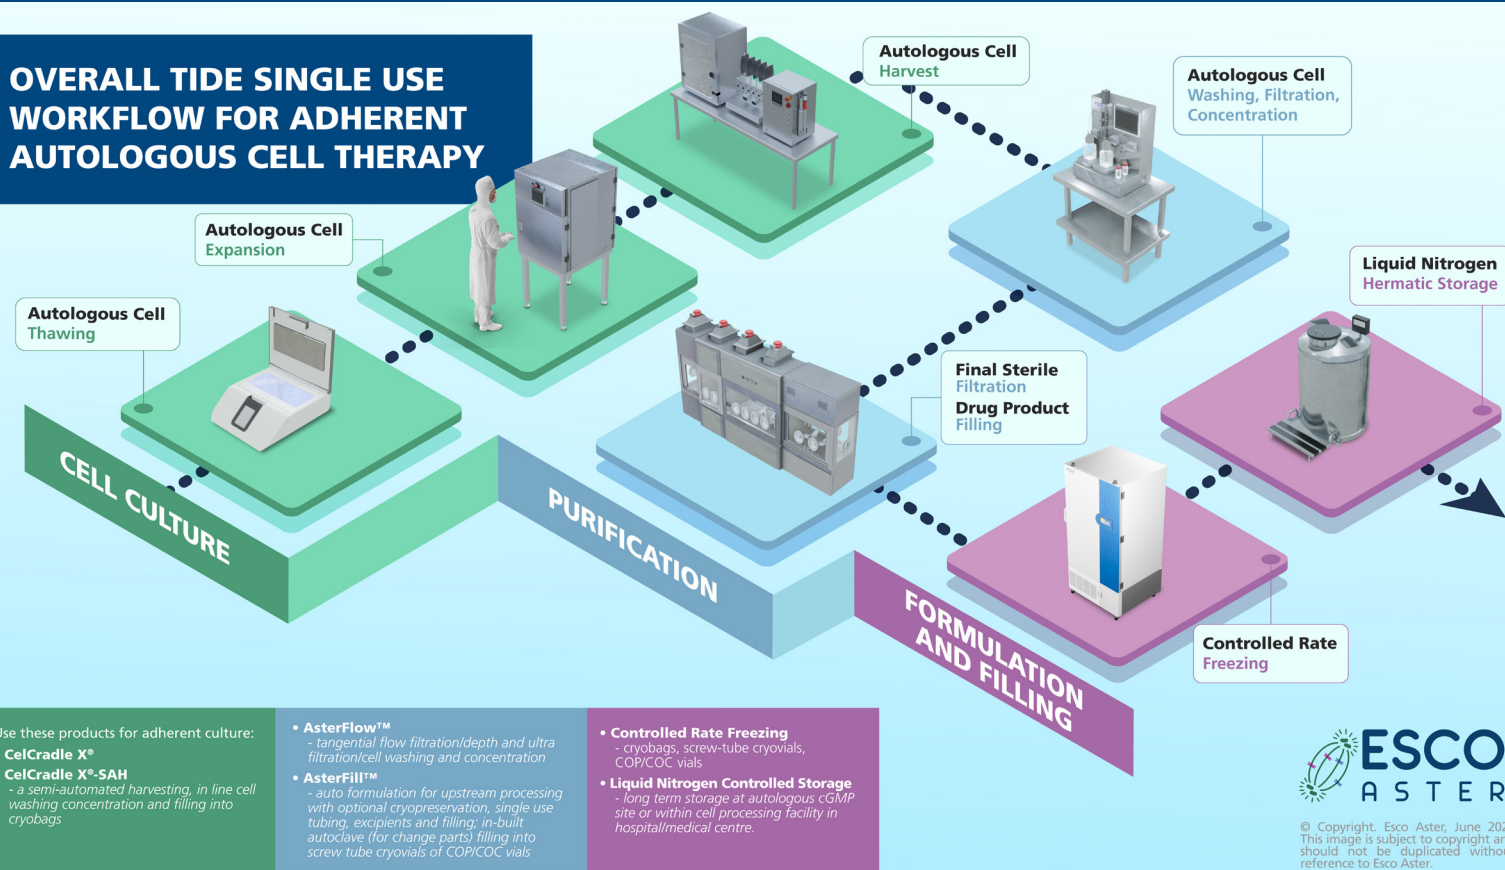 OVERALL TIDE SINGLE USE
WORKFLOW FOR ADHERENT
AUTOLOGOUS CELL THERAPY
Autologous Cell
Thawing
Autologous Cell
Expansion
Autologous Cell
Harvest
Autologous Cell
Washing, Filtration,
Concentration
Final Sterile
Filtration
Drug Product
Filling
Controlled Rate
Freezing
Liquid Nitrogen
Hermatic Storage
CELL CULTURE
PURIFICATION
FORMULATION
AND FILLING
Use these products for adherent culture:
CelCradle X®
CelCradle X®-SAH
- a semi-automated harvesting, in line cell
washing concentration and filling into
cryobags
• AsterFlow™
- tangential flow filtration/depth and ultra
filtration/cell washing and concentration
• AsterFill™
- auto formulation for upstream processing
with optional cryopreservation, single use
tubing, excipients and filling; in-built
autoclave (for change parts) filling into
screw tube cryovials of COP/COC vials
• Controlled Rate Freezing
- cryobags, screw-tube cryovials,
COP/COC vials
• Liquid Nitrogen Controlled Storage
- long term storage at autologous cGMP
site or within cell processing facility in
hospital/medical centre.
ESCO
ASTER
© Copyright. Esco Aster, June
This image is subject to copyright
should not be duplicated
reference to Esco Aster.